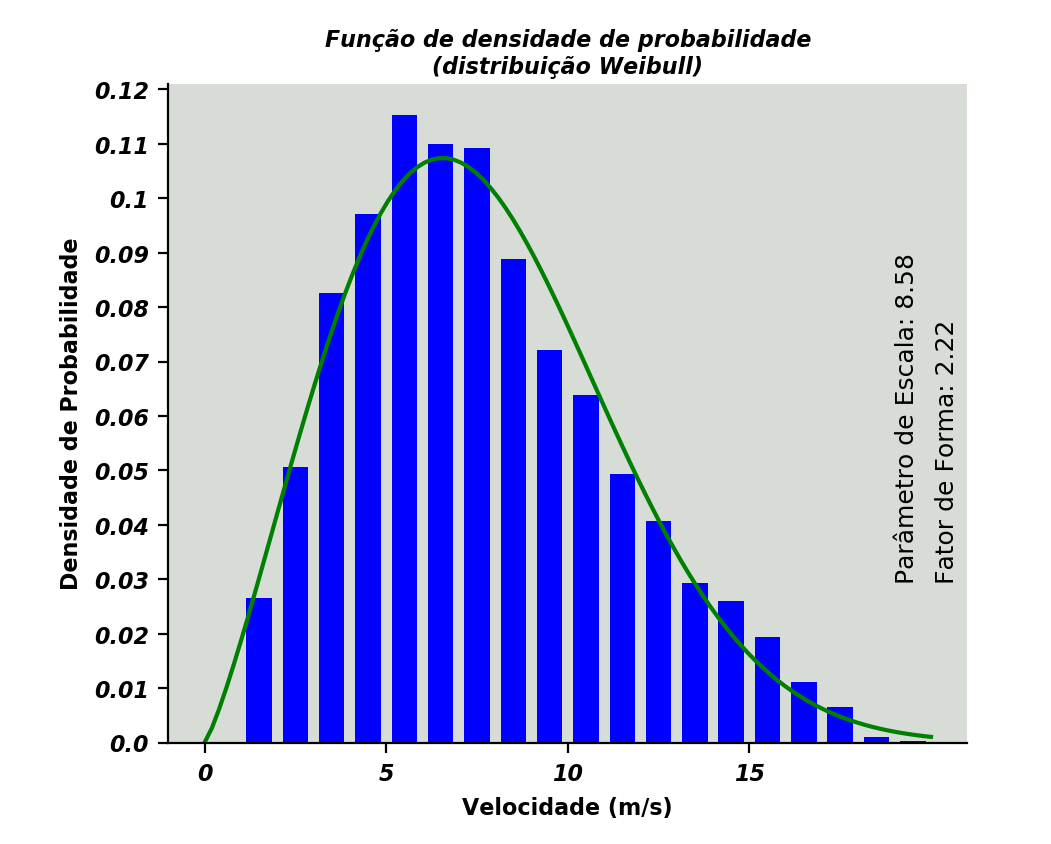 Função de densidade de probabilidade
(distribuição Weibull)
0.12
0.11
0.1
0.09
0.08
0.07
0.06
0.05
0.04
0.03
0.02
0.01
0.0
Densidade de Probabilidade
0
5
10
15
Velocidade (m/s)
Parâmetro de Escala: 8.58
Fator de Forma: 2.22